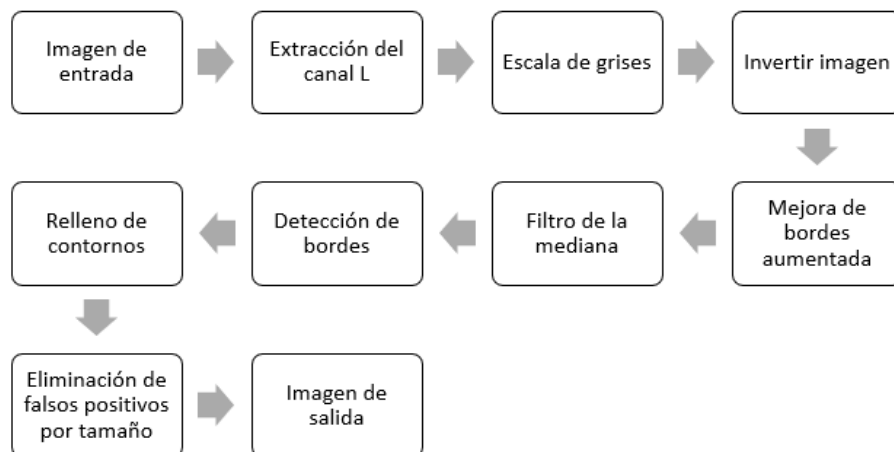 Imagen de
entrada
Extracción del
canal L
Escala de grises
Invertir imagen
Mejora de
bordes
aumentada
Filtro de la
mediana
Detección de
bordes
Relleno de
contornos
Eliminación de
falsos positivos
por tamaño
Imagen de
salida